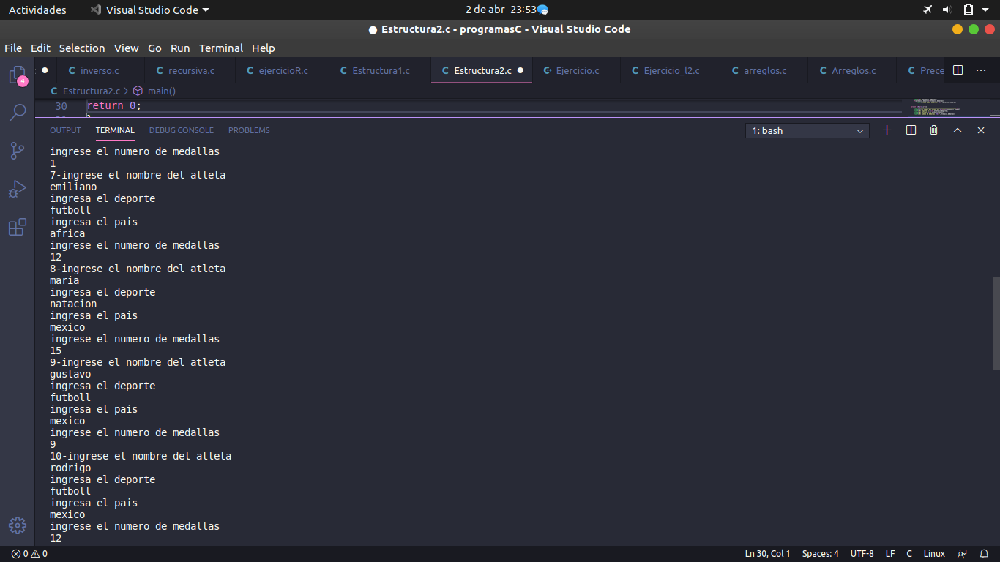 Actividades Visual Studio Code 2 de abr 23:53
Estructura2.c - programasC - Visual Studio Code
File Edit Selection View Go Run Terminal Help
inverso.c recursiva.c ejercicioR.c Estructura1.c Estructura2.c Ejercicio.c Ejercicio_l2.c arreglos.c Arreglos.c Prece
Estructura2.c > main()
30 return 0;
OUTPUT TERMINAL DEBUG CONSOLE PROBLEMS 1: bash
ingrese el numero de medallas
1
7-ingrese el nombre del atleta
emiliano
ingresa el deporte
futboll
ingresa el pais
africa
ingrese el numero de medallas
12
8-ingrese el nombre del atleta
maria
ingresa el deporte
natacion
ingresa el pais
mexico
ingrese el numero de medallas
15
9-ingrese el nombre del atleta
gustavo
ingresa el deporte
futboll
ingresa el pais
mexico
ingrese el numero de medallas
9
10-ingrese el nombre del atleta
rodrigo
ingresa el deporte
futboll
ingresa el pais
mexico
ingrese el numero de medallas
12
0 0 Ln 30, Col 1 Spaces: 4 UTF-8 LF C Linux